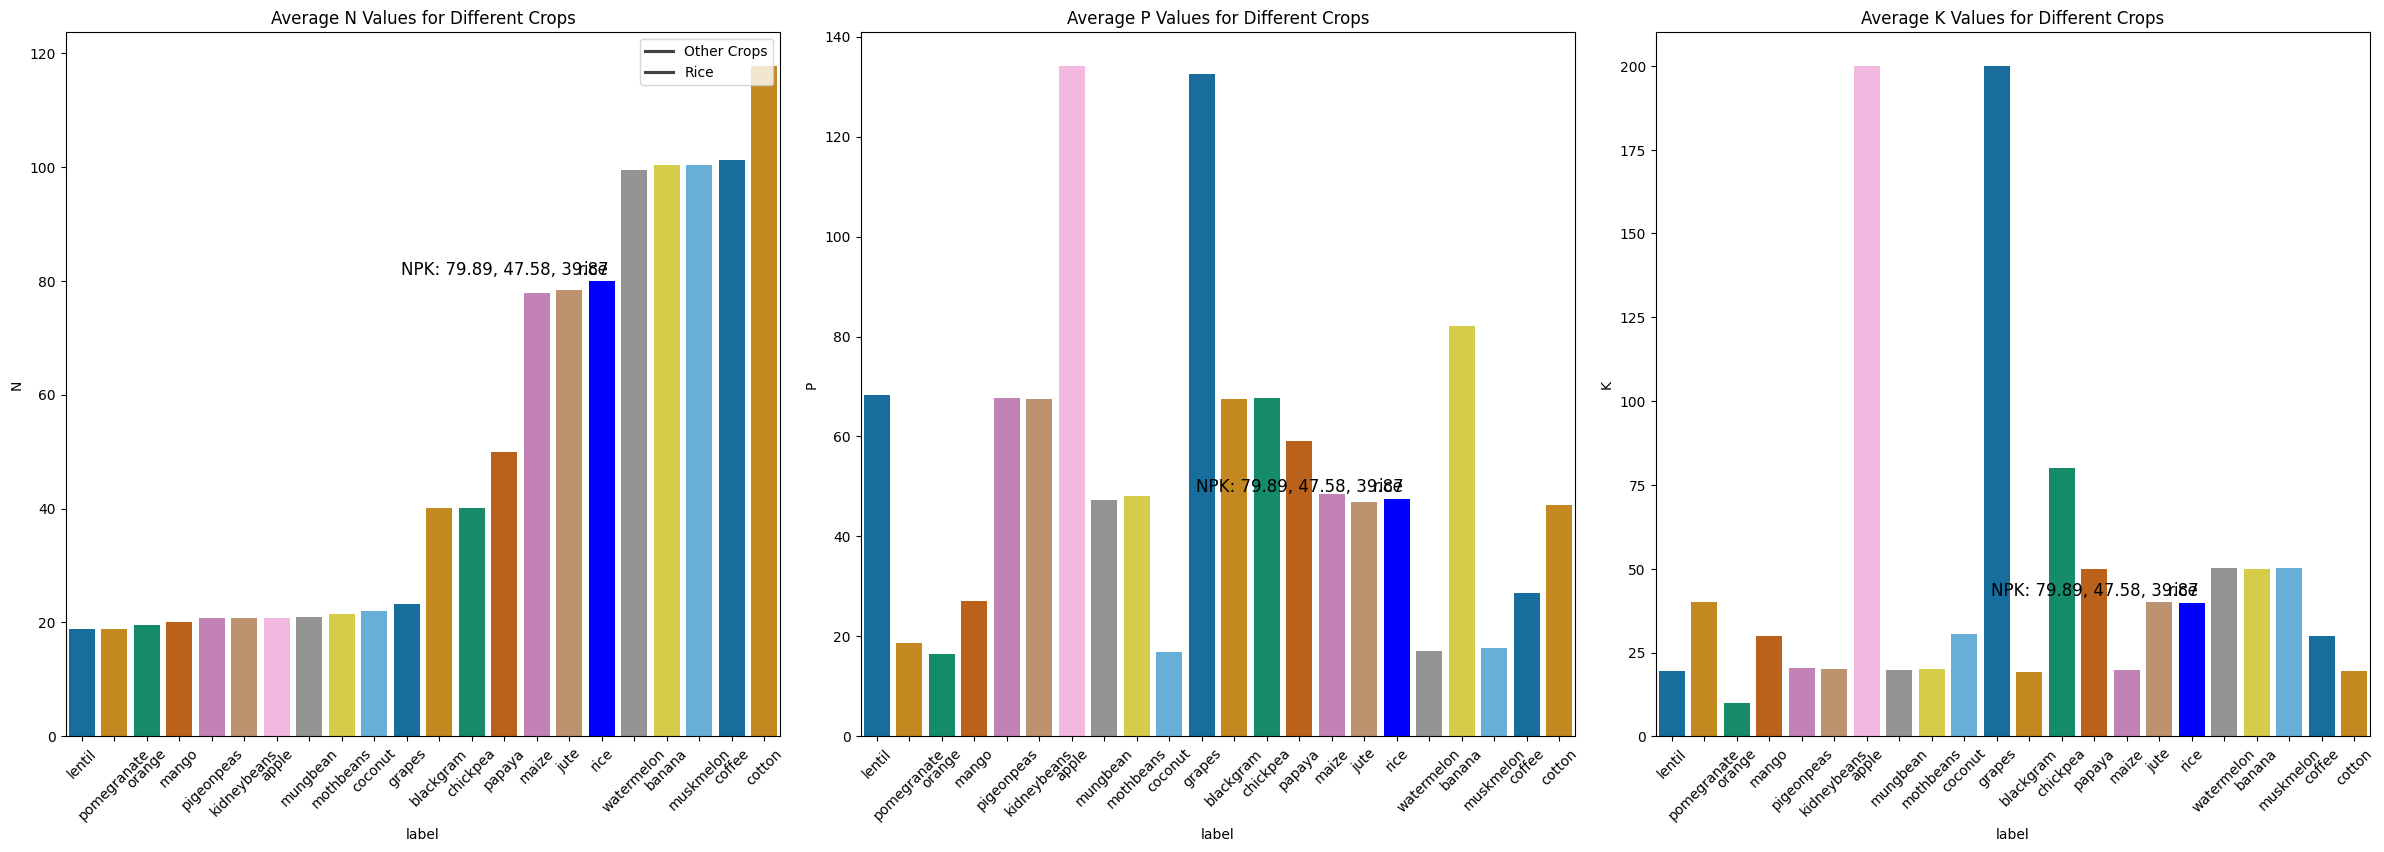 Average N Values for Different Crops
120
100
80
60
40
20
0
N
Other Crops
Rice
NPK: 79.89, 47.58, 39.87
rice
lentil
pomegranate
orange
mango
pigeonpeas
kidneybeans
apple
mungbean
mothbeans
coconut
grapes
blackgram
chickpea
papaya
maize
jute
rice
watermelon
banana
muskmelon
coffee
cotton
label
Average P Values for Different Crops
140
120
100
80
60
40
20
0
P
NPK: 79.89, 47.58, 39.87
rice
lentil
pomegranate
orange
mango
pigeonpeas
kidneybeans
apple
mungbean
mothbeans
coconut
grapes
blackgram
chickpea
papaya
maize
jute
rice
watermelon
banana
muskmelon
coffee
cotton
label
Average K Values for Different Crops
200
175
150
125
100
75
50
25
0
K
NPK: 79.89, 47.58, 39.87
rice
lentil
pomegranate
orange
mango
pigeonpeas
kidneybeans
apple
mungbean
mothbeans
coconut
grapes
blackgram
chickpea
papaya
maize
jute
rice
watermelon
banana
muskmelon
coffee
cotton
label